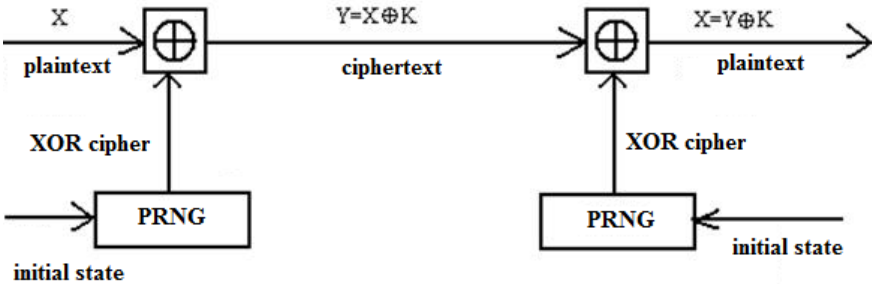 X
Y=X⊕K
X=Y⊕K
plaintext
ciphertext
plaintext
XOR cipher
XOR cipher
PRNG
PRNG
initial state
initial state